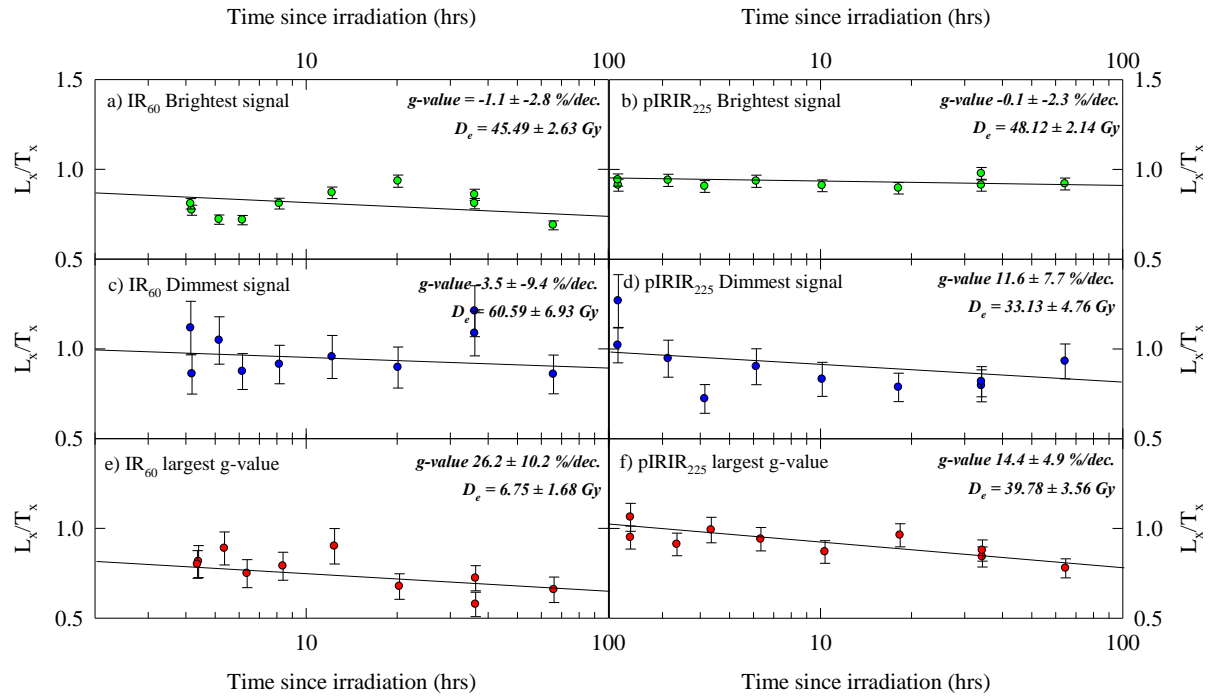 Time since irradiation (hrs) Time since irradiation (hrs)
10 100 10 100
1.5 a) IR60 Brightest signal g-value = -1.1 ± -2.8 %/dec. b) pIRIR225 Brightest signal g-value -0.1 ± -2.3 %/dec. 1.5
De = 45.49 ± 2.63 Gy De = 48.12 ± 2.14 Gy
Lx/Tx 1.0 1.0 Lx/Tx
0.5 0.5
c) IR60 Dimmest signal g-value -3.5 ± -9.4 %/dec. d) pIRIR225 Dimmest signal g-value 11.6 ± 7.7 %/dec.
De = 60.59 ± 6.93 Gy De = 33.13 ± 4.76 Gy
Lx/Tx 1.0 1.0 Lx/Tx
0.5 0.5
e) IR60 largest g-value g-value 26.2 ± 10.2 %/dec. f) pIRIR225 largest g-value g-value 14.4 ± 4.9 %/dec.
De = 6.75 ± 1.68 Gy De = 39.78 ± 3.56 Gy
Lx/Tx 1.0 1.0 Lx/Tx
0.5 0.5
10 100 10 100
Time since irradiation (hrs) Time since irradiation (hrs)